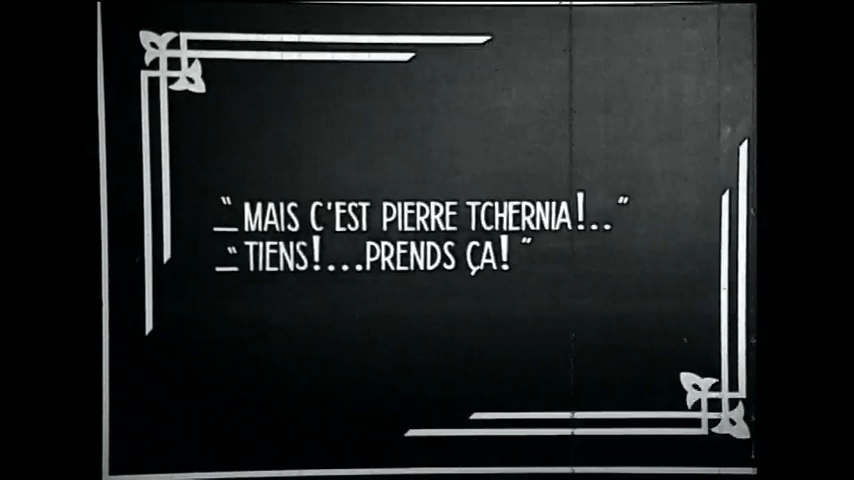 — “ MAIS C'EST PIERRE TCHERNIA!.. ”
— “ TIENS!...PRENDS ÇA! ”